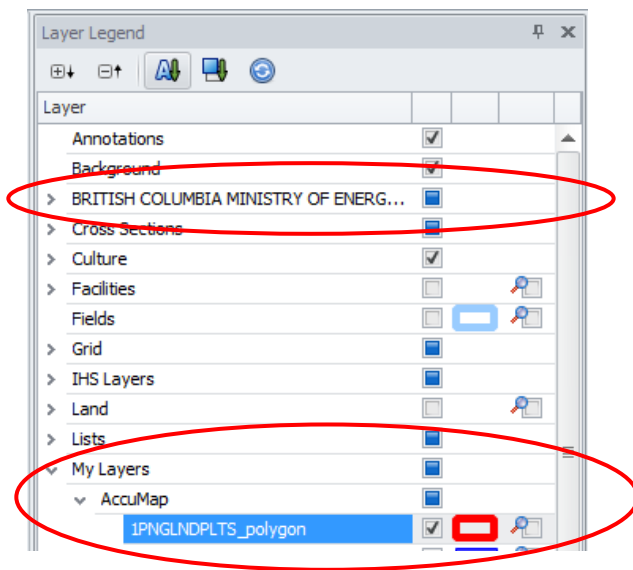 Layer Legend
Layer
Annotations
Background
BRITISH COLUMBIA MINISTRY OF ENERG...
Cross Sections
Culture
Facilities
Fields
Grid
IHS Layers
Land
Lists
My Layers
AccuMap
1PNGLNDPLTS_polygon